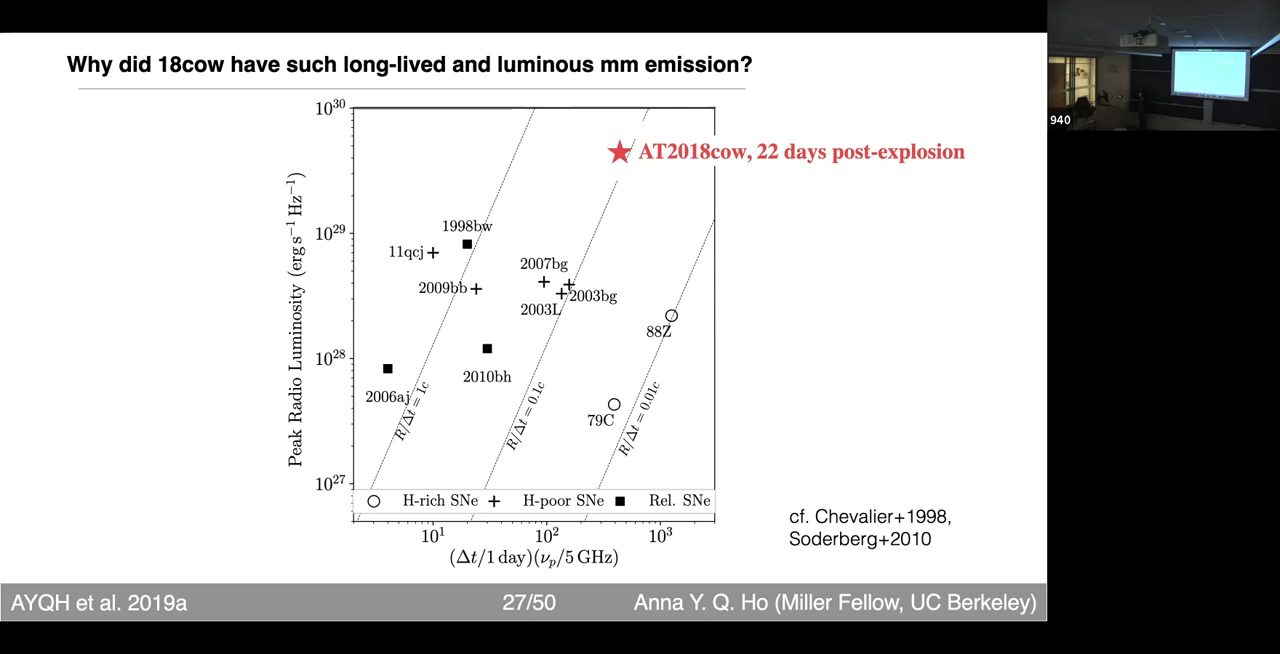 Why did 18cow have such long-lived and luminous mm emission?
940
10^30
AT2018cow, 22 days post-explosion
10^29
1998bw
11qcj
2007bg
2009bb
2003bg
2003L
88Z
10^28
2010bh
2006aj
79C
R/Δt = 1c
R/Δt = 0.1c
R/Δt = 0.01c
10^27
H-rich SNe
H-poor SNe
Rel. SNe
Peak Radio Luminosity (erg s^−1 Hz^−1)
10^1
10^2
10^3
(Δt/1 day)(ν_p/5 GHz)
cf. Chevalier+1998,
Soderberg+2010
AYQH et al. 2019a
27/50
Anna Y. Q. Ho (Miller Fellow, UC Berkeley)